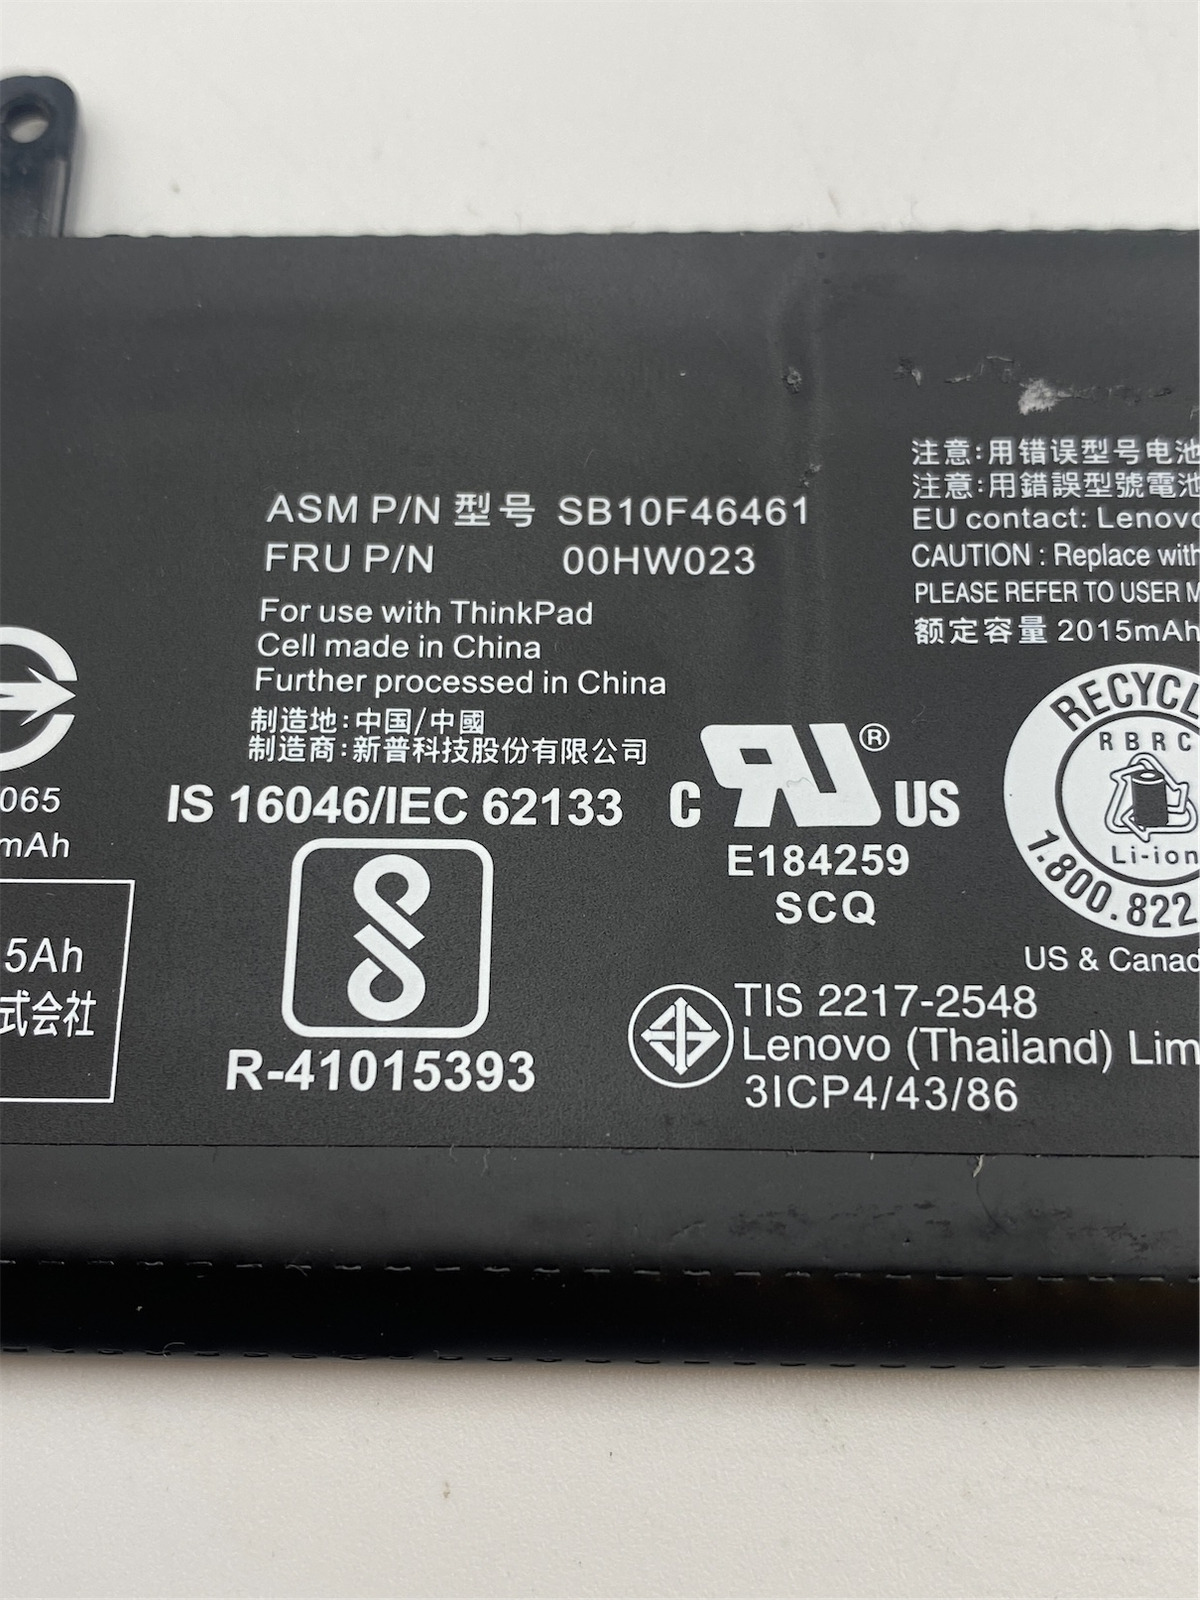 ASM P/N 型号 SB10F46461
FRU P/N 00HW023
For use with ThinkPad
Cell made in China
Further processed in China
制造地:中国/中國
制造商:新普科技股份有限公司
IS 16046/IEC 62133
R-41015393
C RU® US
E184259
SCQ
TIS 2217-2548
Lenovo (Thailand) Lim
3ICP4/43/86
注意:用错误型号电池
注意:用錯誤型號電池
EU contact: Lenovo
CAUTION : Replace with
PLEASE REFER TO USER M
额定容量 2015mAh
RECYCL
RBRC
Li-ion
1.800.822
US & Canad
065
mAh
5Ah
式会社